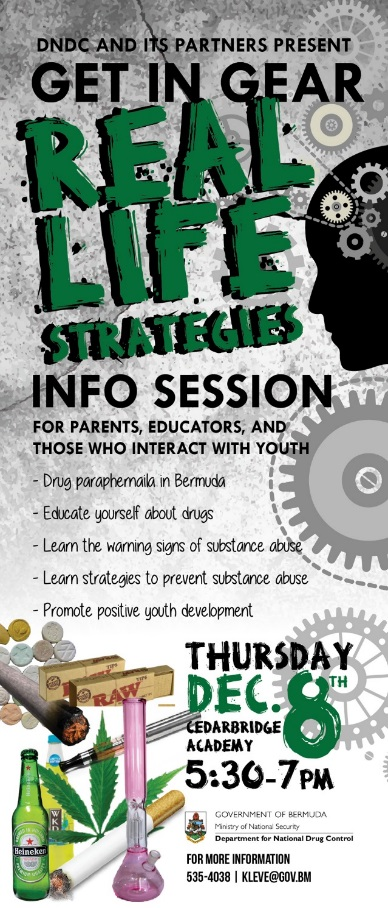 DNDC AND ITS PARTNERS PRESENT
GET IN GEAR
REAL
LIFE
STRATEGIES
INFO SESSION
FOR PARENTS, EDUCATORS, AND
THOSE WHO INTERACT WITH YOUTH
- Drug paraphernaila in Bermuda
- Educate yourself about drugs
- Learn the warning signs of substance abuse
- Learn strategies to prevent substance abuse
- Promote positive youth development
RAW
WKD
Heineken
THURSDAY
DEC. 8TH
CEDARBRIDGE
ACADEMY
5:30-7PM
GOVERNMENT OF BERMUDA
Ministry of National Security
Department for National Drug Control
FOR MORE INFORMATION
535-4038 | KLEVE@GOV.BM